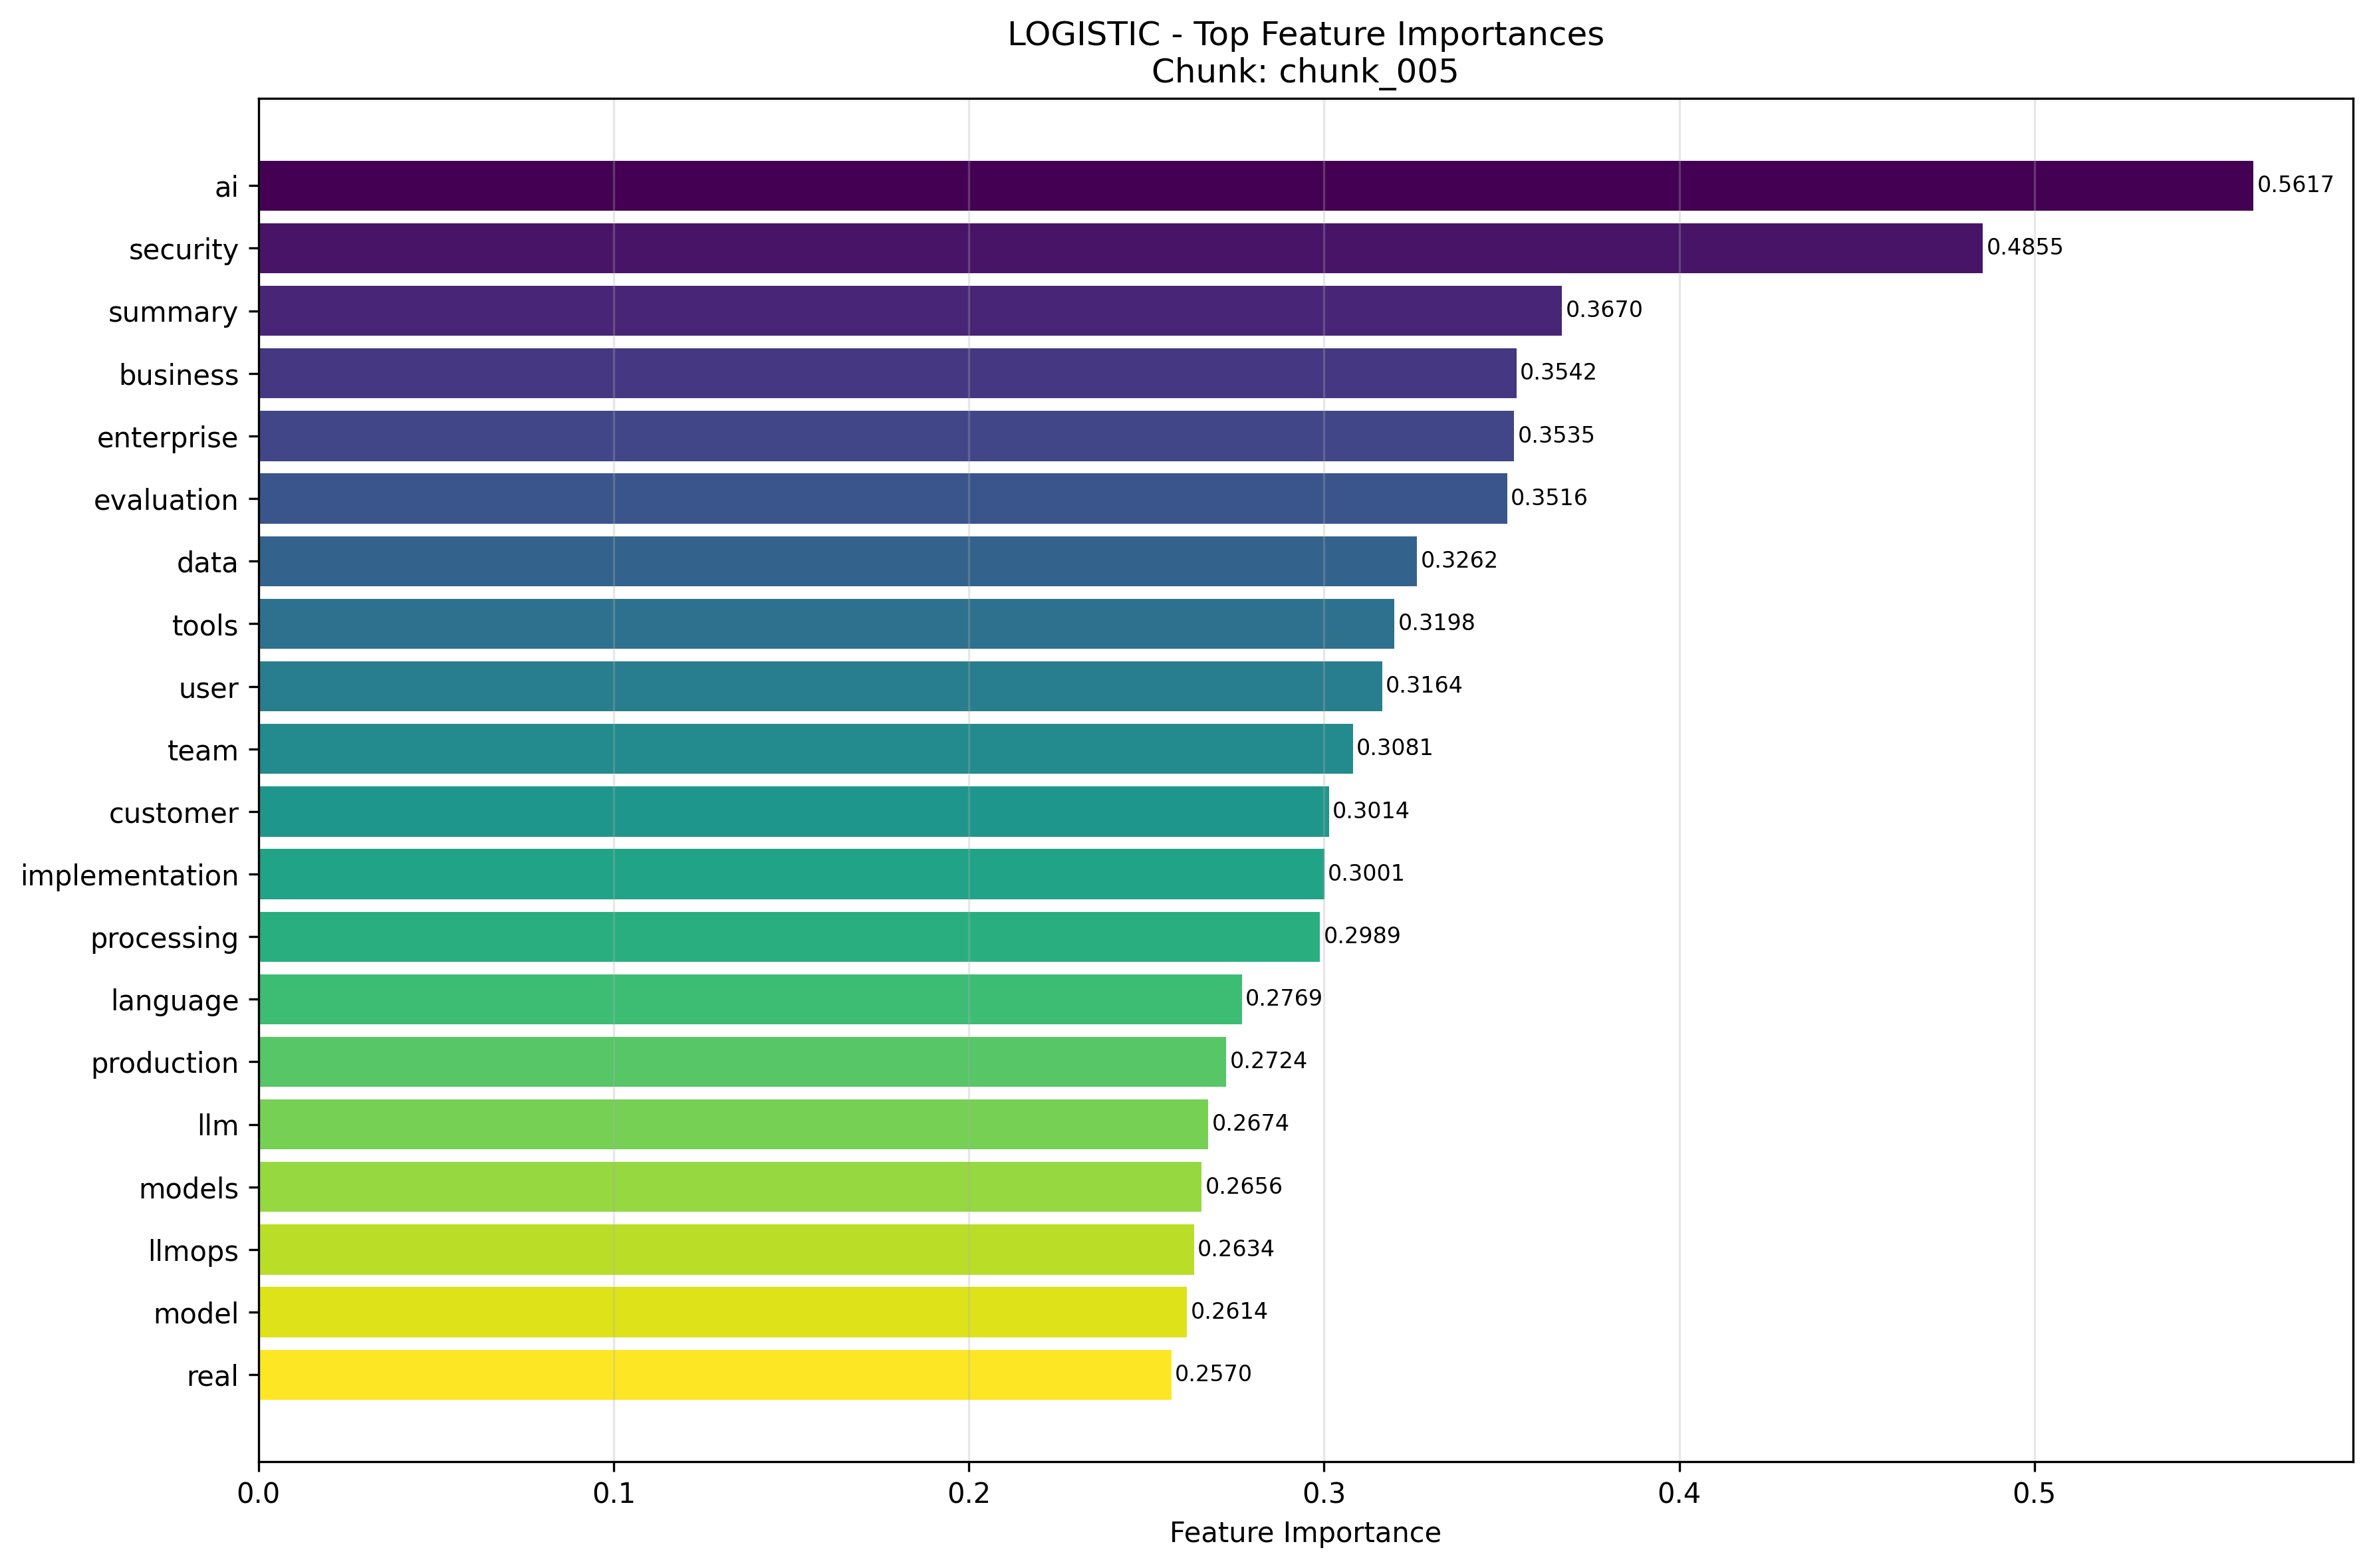 LOGISTIC - Top Feature Importances
Chunk: chunk_005
ai 0.5617
security 0.4855
summary 0.3670
business 0.3542
enterprise 0.3535
evaluation 0.3516
data 0.3262
tools 0.3198
user 0.3164
team 0.3081
customer 0.3014
implementation 0.3001
processing 0.2989
language 0.2769
production 0.2724
llm 0.2674
models 0.2656
llmops 0.2634
model 0.2614
real 0.2570
0.0 0.1 0.2 0.3 0.4 0.5
Feature Importance